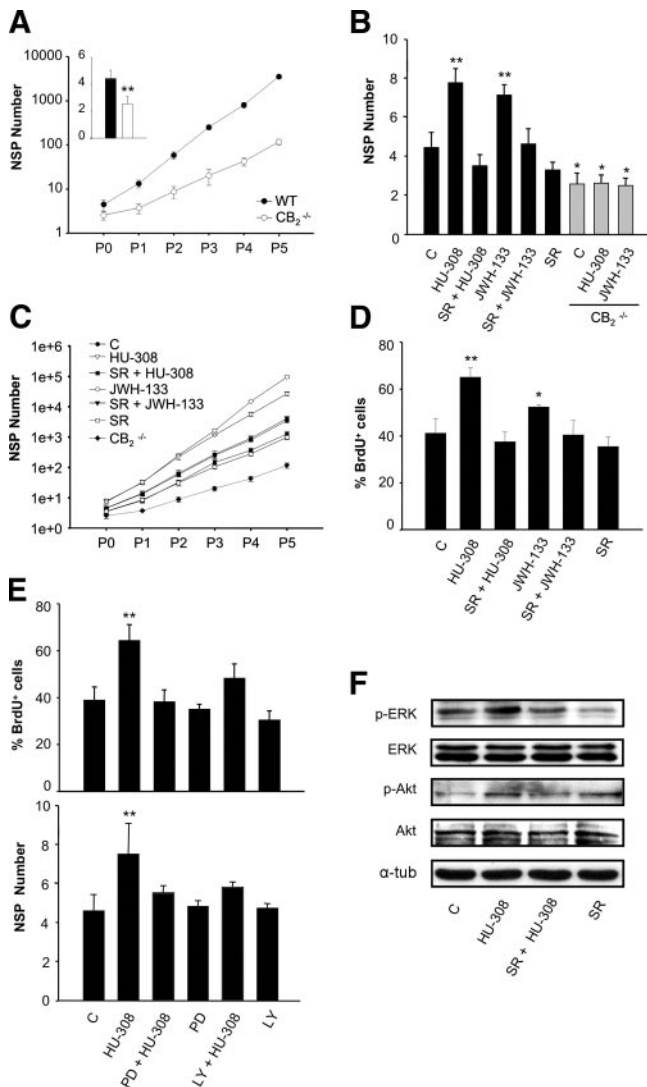 A
NSP Number
10000
1000
100
10
1
6
4
2
0
**
WT
CB2 -/-
P0 P1 P2 P3 P4 P5
B
NSP Number
10
8
6
4
2
0
** ** * * *
C
HU-308
SR + HU-308
JWH-133
SR + JWH-133
SR
C
HU-308
JWH-133
CB2 -/-
C
NSP Number
1e+6
1e+5
1e+4
1e+3
1e+2
1e+1
1e+0
C
HU-308
SR + HU-308
JWH-133
SR + JWH-133
SR
CB2 -/-
P0 P1 P2 P3 P4 P5
D
% BrdU+ cells
80
60
40
20
0
** *
C
HU-308
SR + HU-308
JWH-133
SR + JWH-133
SR
E
% BrdU+ cells
80
60
40
20
0
**
NSP Number
10
8
6
4
2
0
**
C
HU-308
PD + HU-308
PD
LY + HU-308
LY
F
p-ERK
ERK
p-Akt
Akt
α-tub
C
HU-308
SR + HU-308
SR